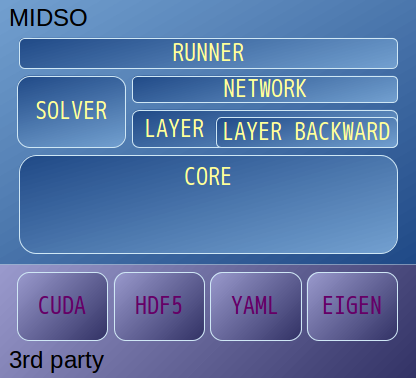 MIDSO
RUNNER
SOLVER
NETWORK
LAYER
LAYER BACKWARD
CORE
CUDA
HDF5
YAML
EIGEN
3rd party